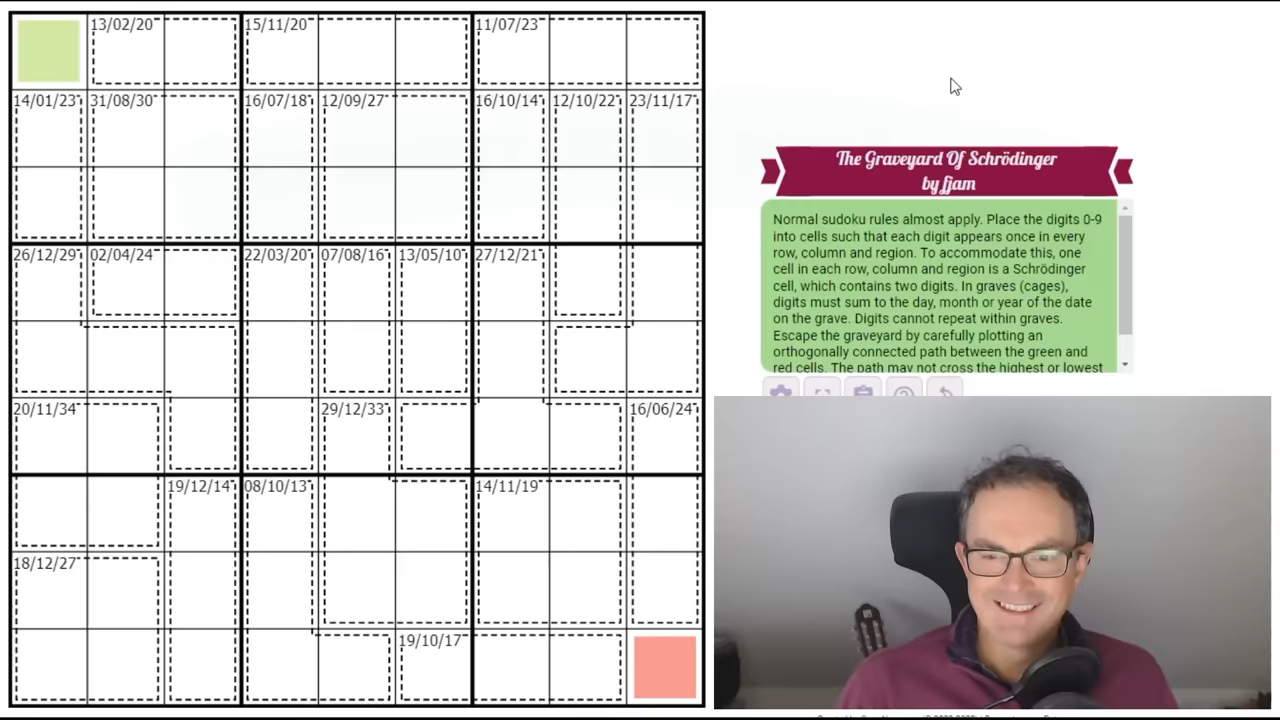 13/02/20 15/11/20 11/07/23
14/01/23 31/08/30 16/07/18 12/09/27 16/10/14 12/10/22 23/11/17
26/12/29 02/04/24 22/03/20 07/08/16 13/05/10 27/12/21
20/11/34 29/12/33 16/06/24
19/12/14 08/10/13 14/11/19
18/12/27
19/10/17
The Graveyard Of Schrödinger
by fjam
Normal sudoku rules almost apply. Place the digits 0-9
into cells such that each digit appears once in every
row, column and region. To accommodate this, one
cell in each row, column and region is a Schrödinger
cell, which contains two digits. In graves (cages),
digits must sum to the day, month or year of the date
on the grave. Digits cannot repeat within graves.
Escape the graveyard by carefully plotting an
orthogonally connected path between the green and
red cells. The path may not cross the highest or lowest